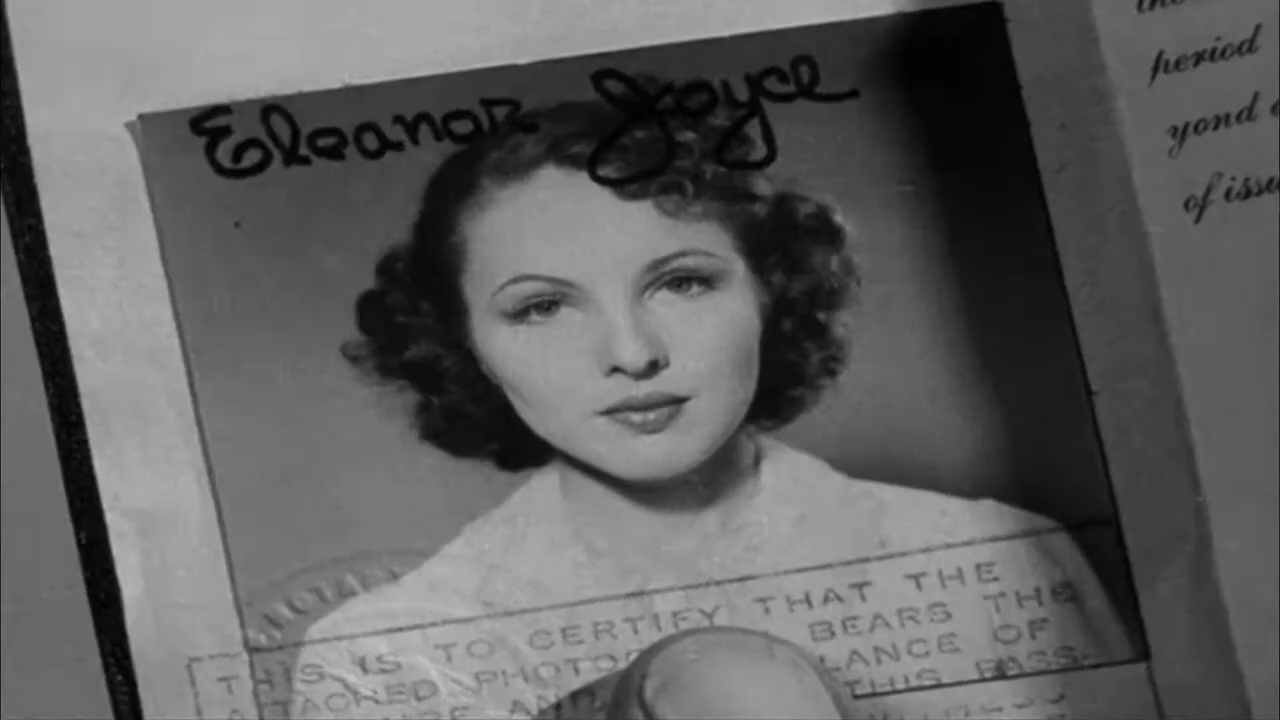 Eleanor Joyce
period
yond
of issu
THIS IS TO CERTIFY THAT THE
ATTACHED PHOTO BEARS THE
LANCE OF
THIS PASS-